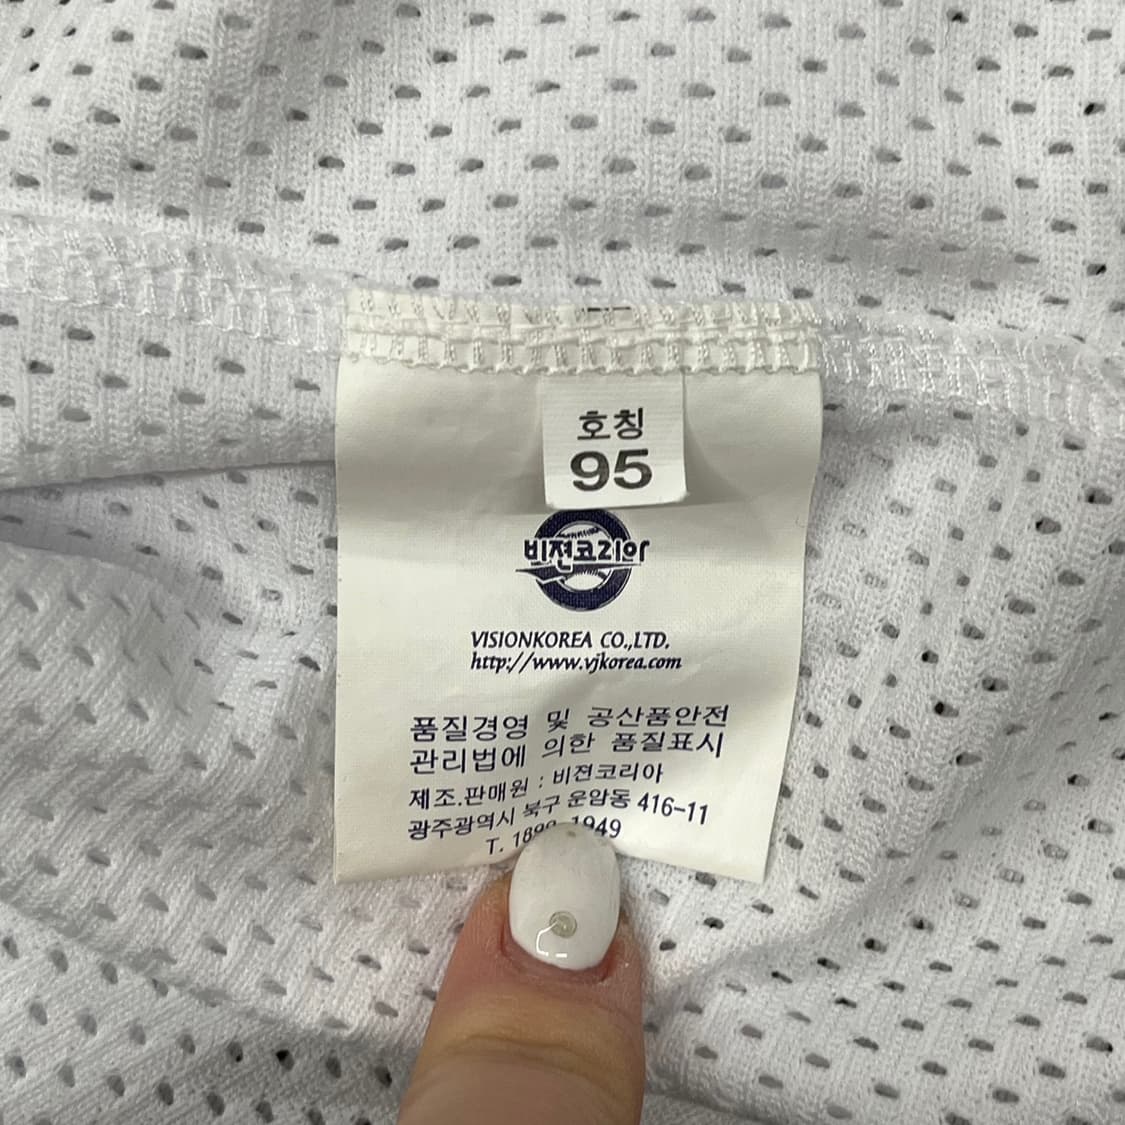 호칭
95
비젼코리아
VISIONKOREA CO.,LTD.
http://www.vjkorea.com
품질경영 및 공산품안전
관리법에 의한 품질표시
제조.판매원 : 비젼코리아
광주광역시 북구 운암동 416-11
T.